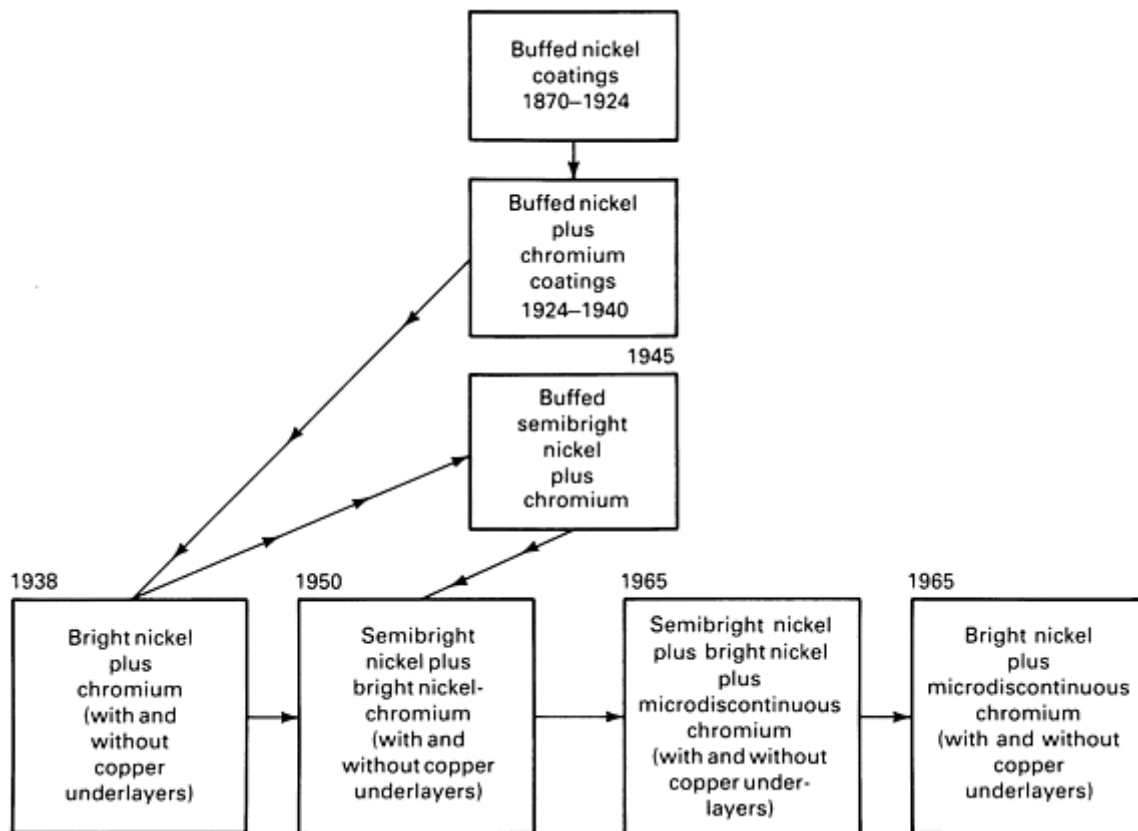 Buffed nickel
coatings
1870–1924
Buffed nickel
plus
chromium
coatings
1924–1940
1945
Buffed
semibright
nickel
plus
chromium
1938
Bright nickel
plus
chromium
(with and
without
copper
underlayers)
1950
Semibright
nickel plus
bright nickel-
chromium
(with and
without copper
underlayers)
1965
Semibright nickel
plus bright nickel
plus
microdiscontinuous
chromium
(with and without
copper under-
layers)
1965
Bright nickel
plus
microdiscontinuous
chromium
(with and without
copper
underlayers)